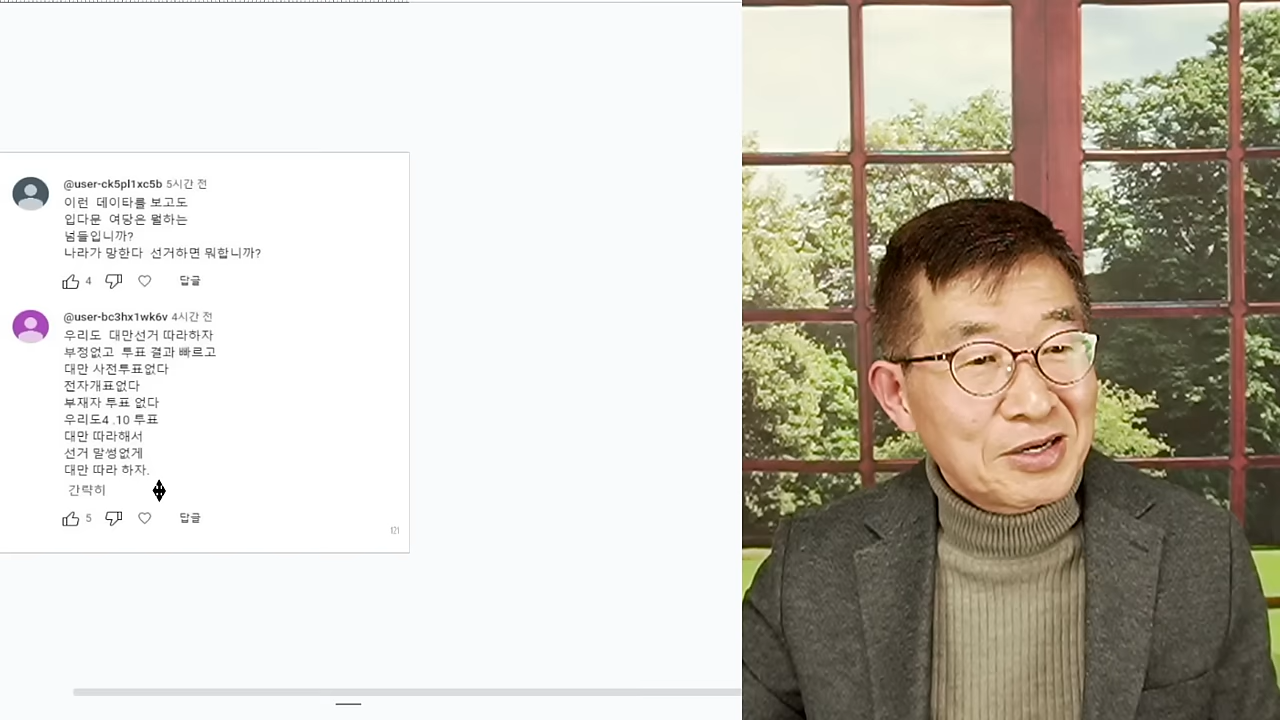 @user-ck5pl1xc5b 5시간 전
이런 데이타를 보고도
입다문 여당은 뭘하는
넘들입니까?
나라가 망한다 선거하면 뭐합니까?
4 답글
@user-bc3hx1wk6v 4시간 전
우리도 대만선거 따라하자
부정없고 투표 결과 빠르고
대만 사전투표없다
전자개표없다
부재자 투표 없다
우리도4 .10 투표
대만 따라해서
선거 말썽없게
대만 따라 하자.
간략히
5 답글
121